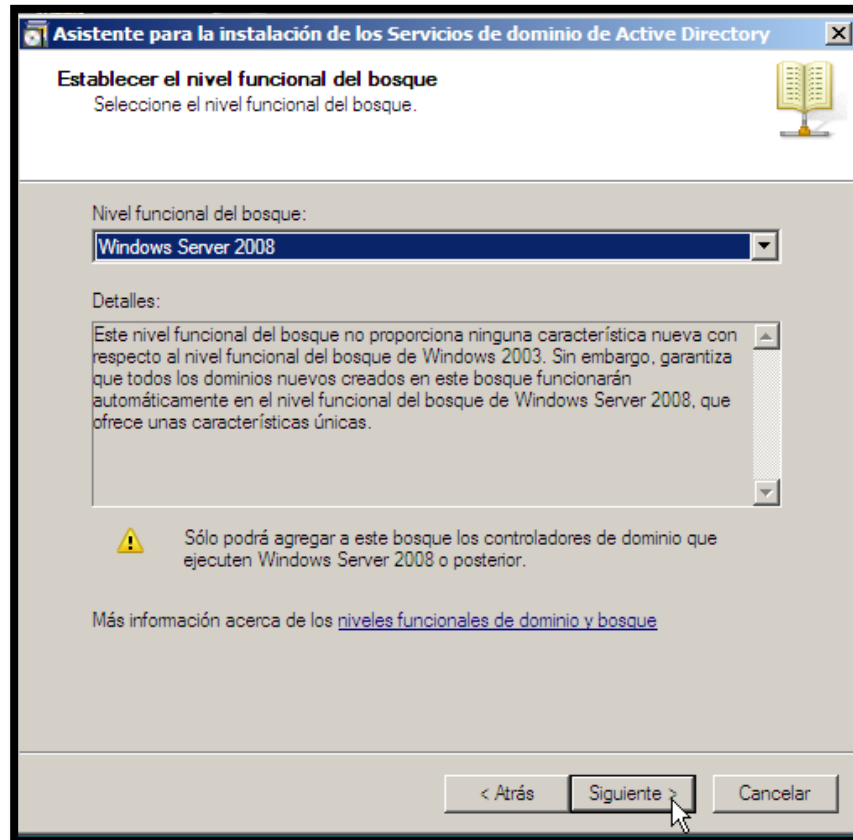 Asistente para la instalación de los Servicios de dominio de Active Directory
Establecer el nivel funcional del bosque
Seleccione el nivel funcional del bosque.
Nivel funcional del bosque:
Windows Server 2008
Detalles:
Este nivel funcional del bosque no proporciona ninguna característica nueva con
respecto al nivel funcional del bosque de Windows 2003. Sin embargo, garantiza
que todos los dominios nuevos creados en este bosque funcionarán
automáticamente en el nivel funcional del bosque de Windows Server 2008, que
ofrece unas características únicas.
Sólo podrá agregar a este bosque los controladores de dominio que
ejecuten Windows Server 2008 o posterior.
Más información acerca de los niveles funcionales de dominio y bosque
< Atrás Siguiente > Cancelar